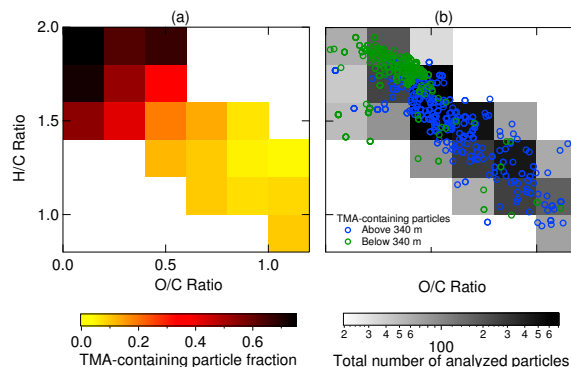 (a)
(b)
2.0
1.5
1.0
H/C Ratio
0.0
0.5
1.0
O/C Ratio
TMA-containing particles
Above 340 m
Below 340 m
O/C Ratio
0.0
0.2
0.4
0.6
TMA-containing particle fraction
2 3 4 5 6 2 3 4 5 6
100
Total number of analyzed particles